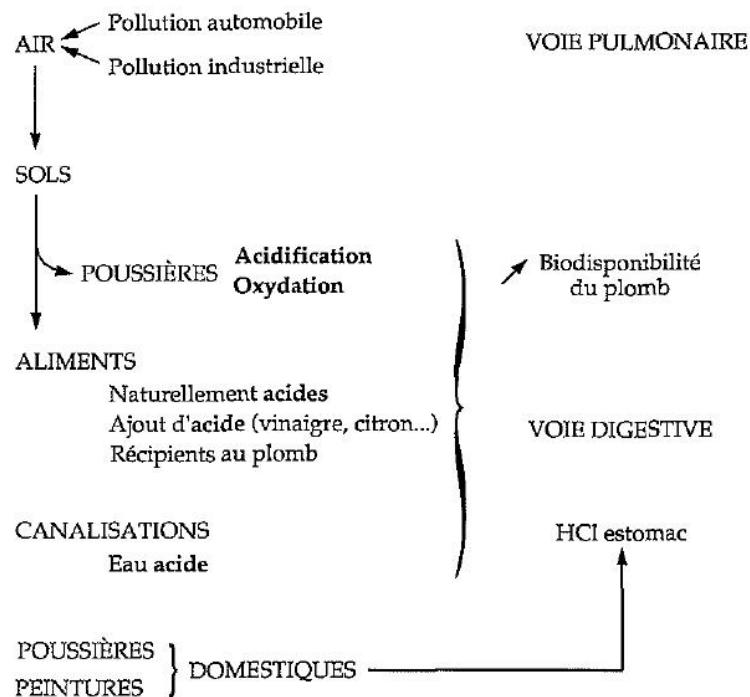 Pollution automobile
AIR
Pollution industrielle
VOIE PULMONAIRE
SOLS
POUSSIÈRES
Acidification
Oxydation
Biodisponibilité
du plomb
ALIMENTS
Naturellement acides
Ajout d'acide (vinaigre, citron...)
Récipients au plomb
VOIE DIGESTIVE
CANALISATIONS
Eau acide
HCl estomac
POUSSIÈRES
PEINTURES
DOMESTIQUES